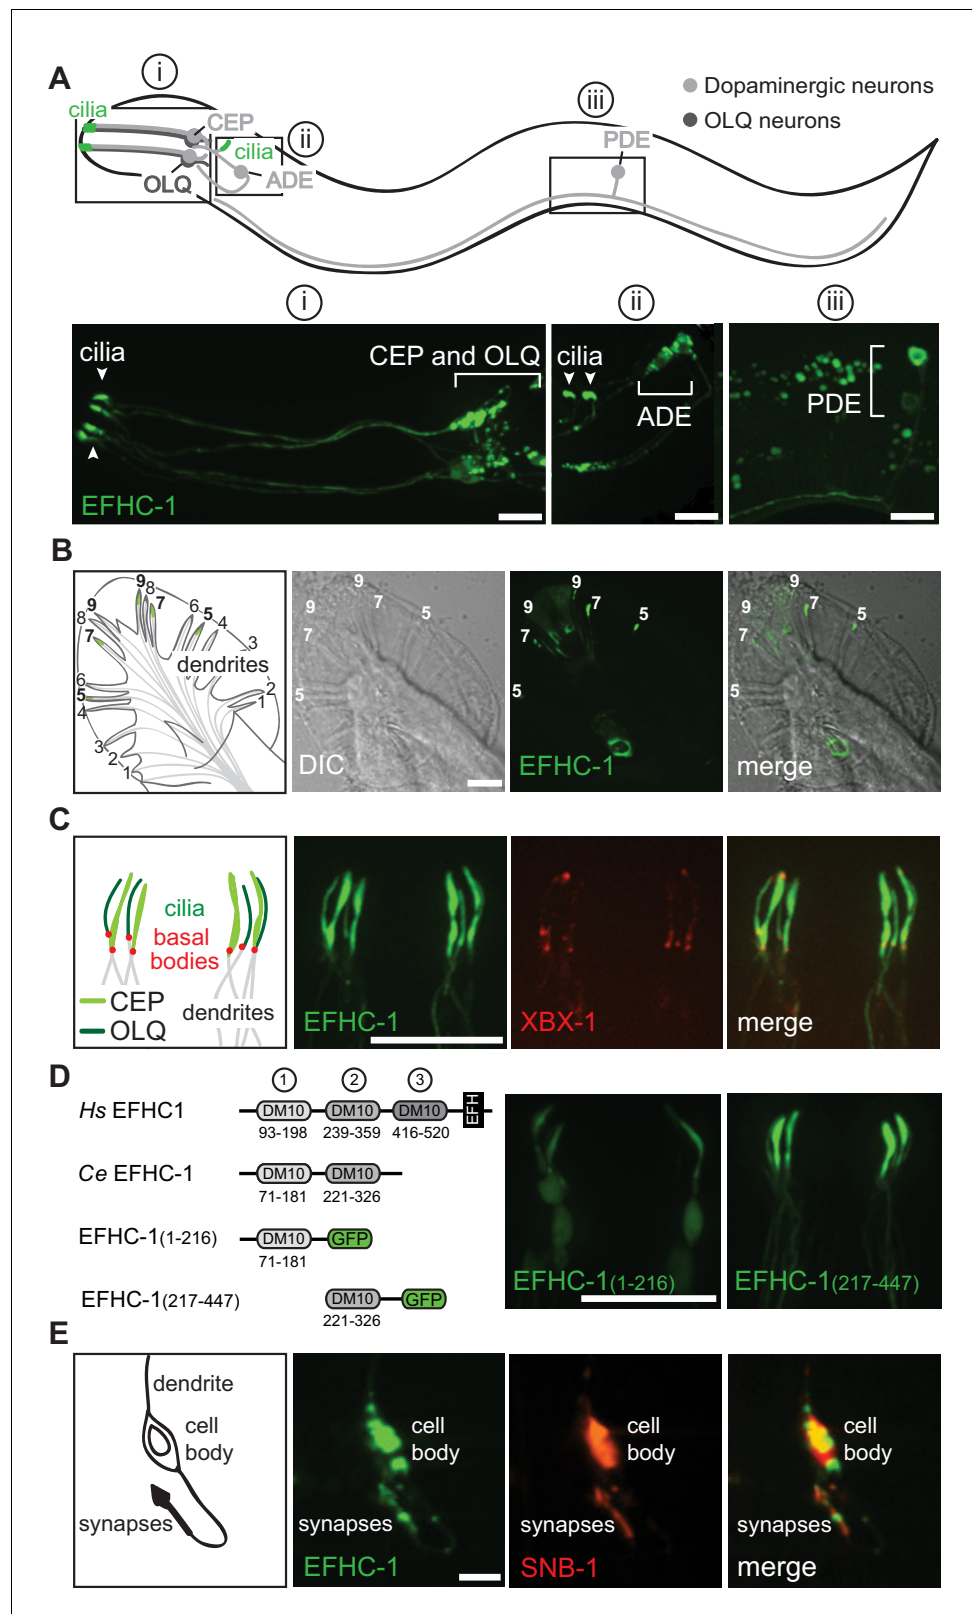 A
i
cilia
CEP
ii
cilia
OLQ
ADE
iii
PDE
Dopaminergic neurons
OLQ neurons
i
ii
iii
cilia
CEP and OLQ
EFHC-1
cilia
ADE
PDE
B
9
8
7
6
5
4
3
2
1
9
8
7
6
5
4
3
2
1
dendrites
9
9
7
7
5
5
DIC
9
9
7
7
5
5
EFHC-1
9
9
7
7
5
5
merge
C
cilia
basal
bodies
CEP
OLQ
dendrites
EFHC-1
XBX-1
merge
D
1 2 3
Hs EFHC1
DM10 DM10 DM10 EFH
93-198 239-359 416-520
Ce EFHC-1
DM10 DM10
71-181 221-326
EFHC-1(1-216)
DM10 GFP
71-181
EFHC-1(217-447)
DM10 GFP
221-326
EFHC-1(1-216)
EFHC-1(217-447)
E
dendrite
cell
body
synapses
cell
body
synapses
EFHC-1
cell
body
synapses
SNB-1
cell
body
synapses
merge